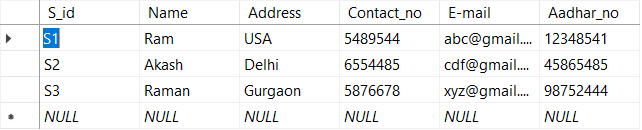 S_id Name Address Contact_no E-mail Aadhar_no
S1 Ram USA 5489544 abc@gmail.... 12348541
S2 Akash Delhi 6554485 cdf@gmail.... 45865485
S3 Raman Gurgaon 5876678 xyz@gmail.... 98752444
NULL NULL NULL NULL NULL NULL